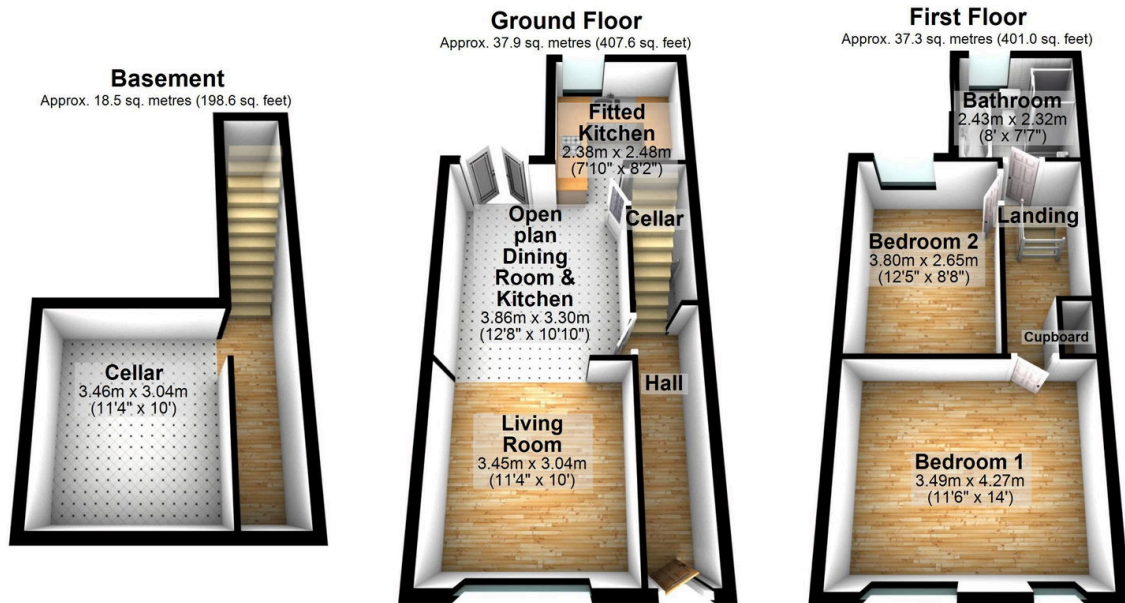 Basement
Approx. 18.5 sq. metres (198.6 sq. feet)
Cellar
3.46m x 3.04m
(11'4" x 10')
Ground Floor
Approx. 37.9 sq. metres (407.6 sq. feet)
Fitted
Kitchen
2.38m x 2.48m
(7'10" x 8'2")
Cellar
Open
plan
Dining
Room &
Kitchen
3.86m x 3.30m
(12'8" x 10'10")
Hall
Living
Room
3.45m x 3.04m
(11'4" x 10')
First Floor
Approx. 37.3 sq. metres (401.0 sq. feet)
Bathroom
2.43m x 2.32m
(8' x 7'7")
Landing
Bedroom 2
3.80m x 2.65m
(12'5" x 8'8")
Cupboard
Bedroom 1
3.49m x 4.27m
(11'6" x 14')